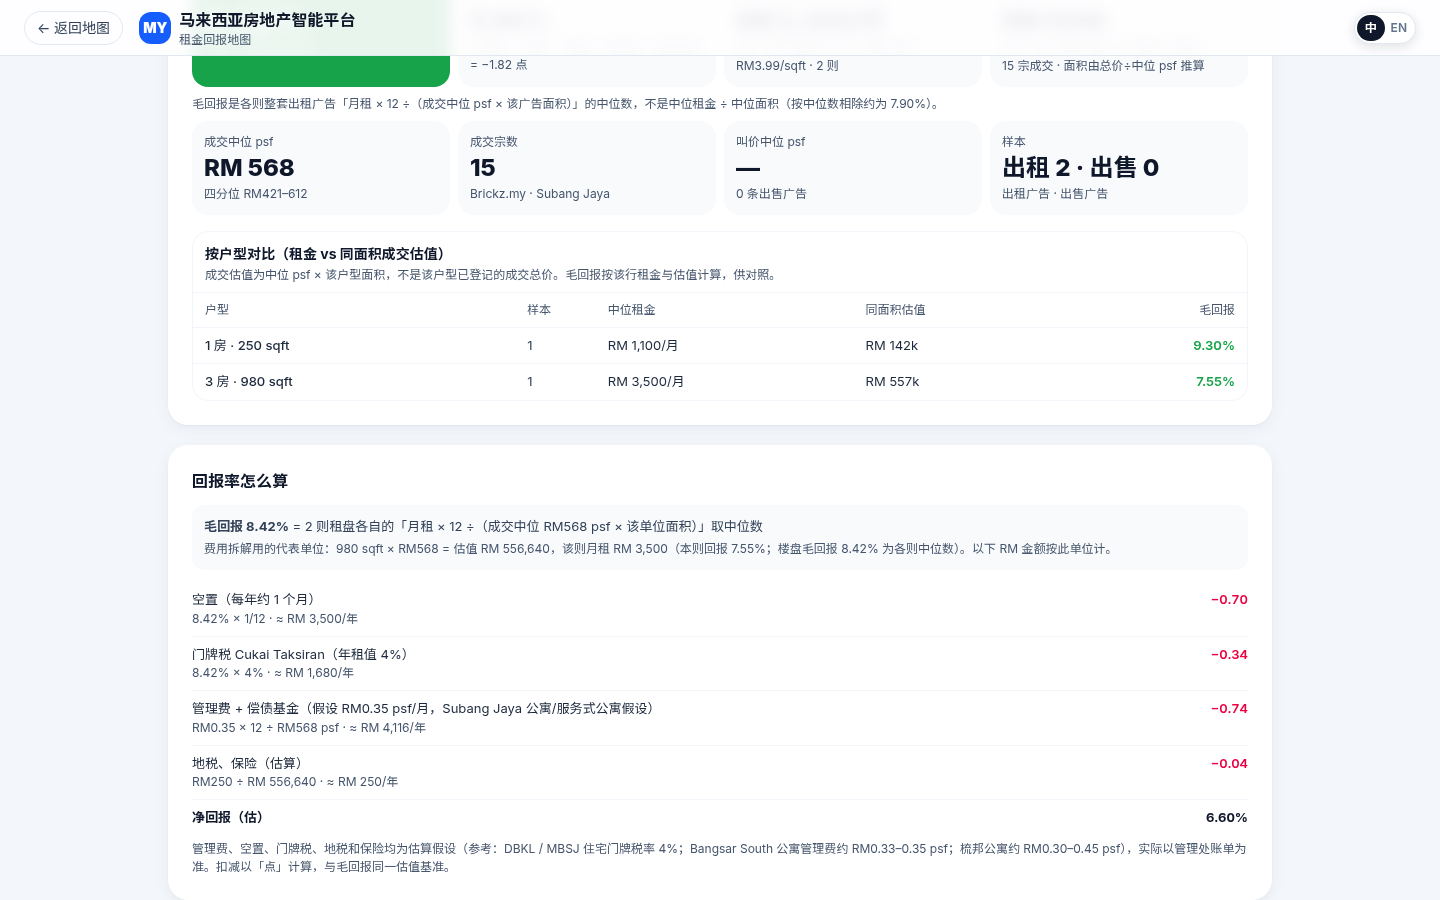 ← 返回地图
MY
马来西亚房地产智能平台
租金回报地图
中 EN
= −1.82 点
RM3.99/sqft · 2 则
15 宗成交 · 面积由总价÷中位 psf 推算
毛回报是各则整套出租广告「月租 × 12 ÷（成交中位 psf × 该广告面积）」的中位数，不是中位租金 ÷ 中位面积（按中位数相除约为 7.90%）。
成交中位 psf
RM 568
四分位 RM421–612
成交宗数
15
Brickz.my · Subang Jaya
叫价中位 psf
—
0 条出售广告
样本
出租 2 · 出售 0
出租广告 · 出售广告
按户型对比（租金 vs 同面积成交估值）
成交估值为中位 psf × 该户型面积，不是该户型已登记的成交总价。毛回报按该行租金与估值计算，供对照。
户型 样本 中位租金 同面积估值 毛回报
1 房 · 250 sqft 1 RM 1,100/月 RM 142k 9.30%
3 房 · 980 sqft 1 RM 3,500/月 RM 557k 7.55%
回报率怎么算
毛回报 8.42% = 2 则租盘各自的「月租 × 12 ÷（成交中位 RM568 psf × 该单位面积）」取中位数
费用拆解用的代表单位：980 sqft × RM568 = 估值 RM 556,640，该则月租 RM 3,500（本则回报 7.55%；楼盘毛回报 8.42% 为各则中位数）。以下 RM 金额按此单位计。
空置（每年约 1 个月） −0.70
8.42% × 1/12 · ≈ RM 3,500/年
门牌税 Cukai Taksiran（年租值 4%） −0.34
8.42% × 4% · ≈ RM 1,680/年
管理费 + 偿债基金（假设 RM0.35 psf/月，Subang Jaya 公寓/服务式公寓假设） −0.74
RM0.35 × 12 ÷ RM568 psf · ≈ RM 4,116/年
地税、保险（估算） −0.04
RM250 ÷ RM 556,640 · ≈ RM 250/年
净回报（估） 6.60%
管理费、空置、门牌税、地税和保险均为估算假设（参考：DBKL / MBSJ 住宅门牌税率 4%；Bangsar South 公寓管理费约 RM0.33–0.35 psf；梳邦公寓约 RM0.30–0.45 psf），实际以管理处账单为
准。扣减以「点」计算，与毛回报同一估值基准。